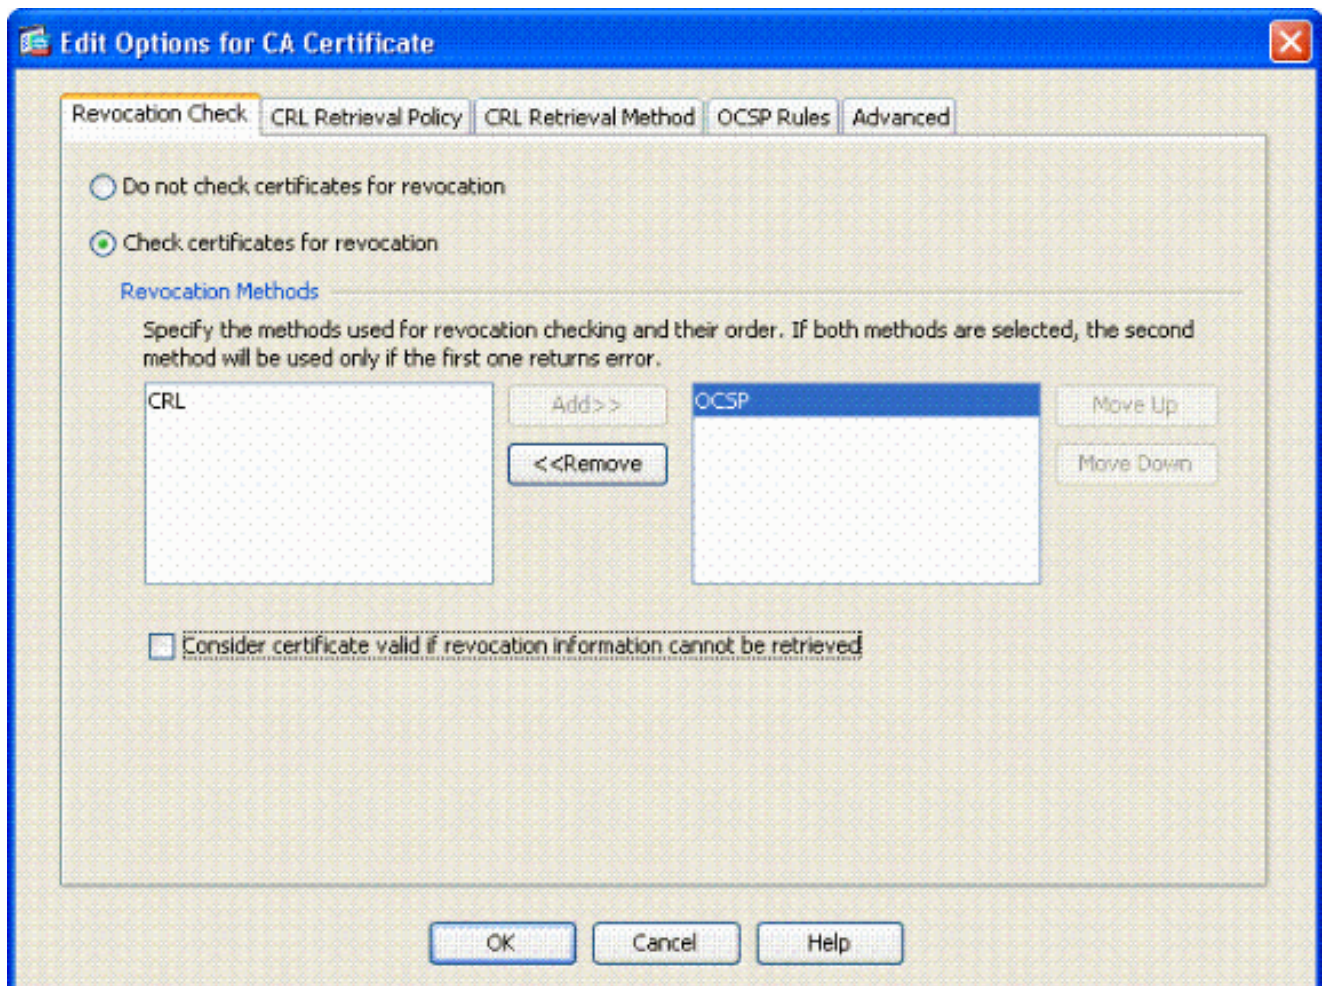 Edit Options for CA Certificate
Revocation Check
CRL Retrieval Policy
CRL Retrieval Method
OCSP Rules
Advanced
Do not check certificates for revocation
Check certificates for revocation
Revocation Methods
Specify the methods used for revocation checking and their order. If both methods are selected, the second
method will be used only if the first one returns error.
CRL
Add>>
<<Remove
OCSP
Move Up
Move Down
Consider certificate valid if revocation information cannot be retrieved
OK
Cancel
Help